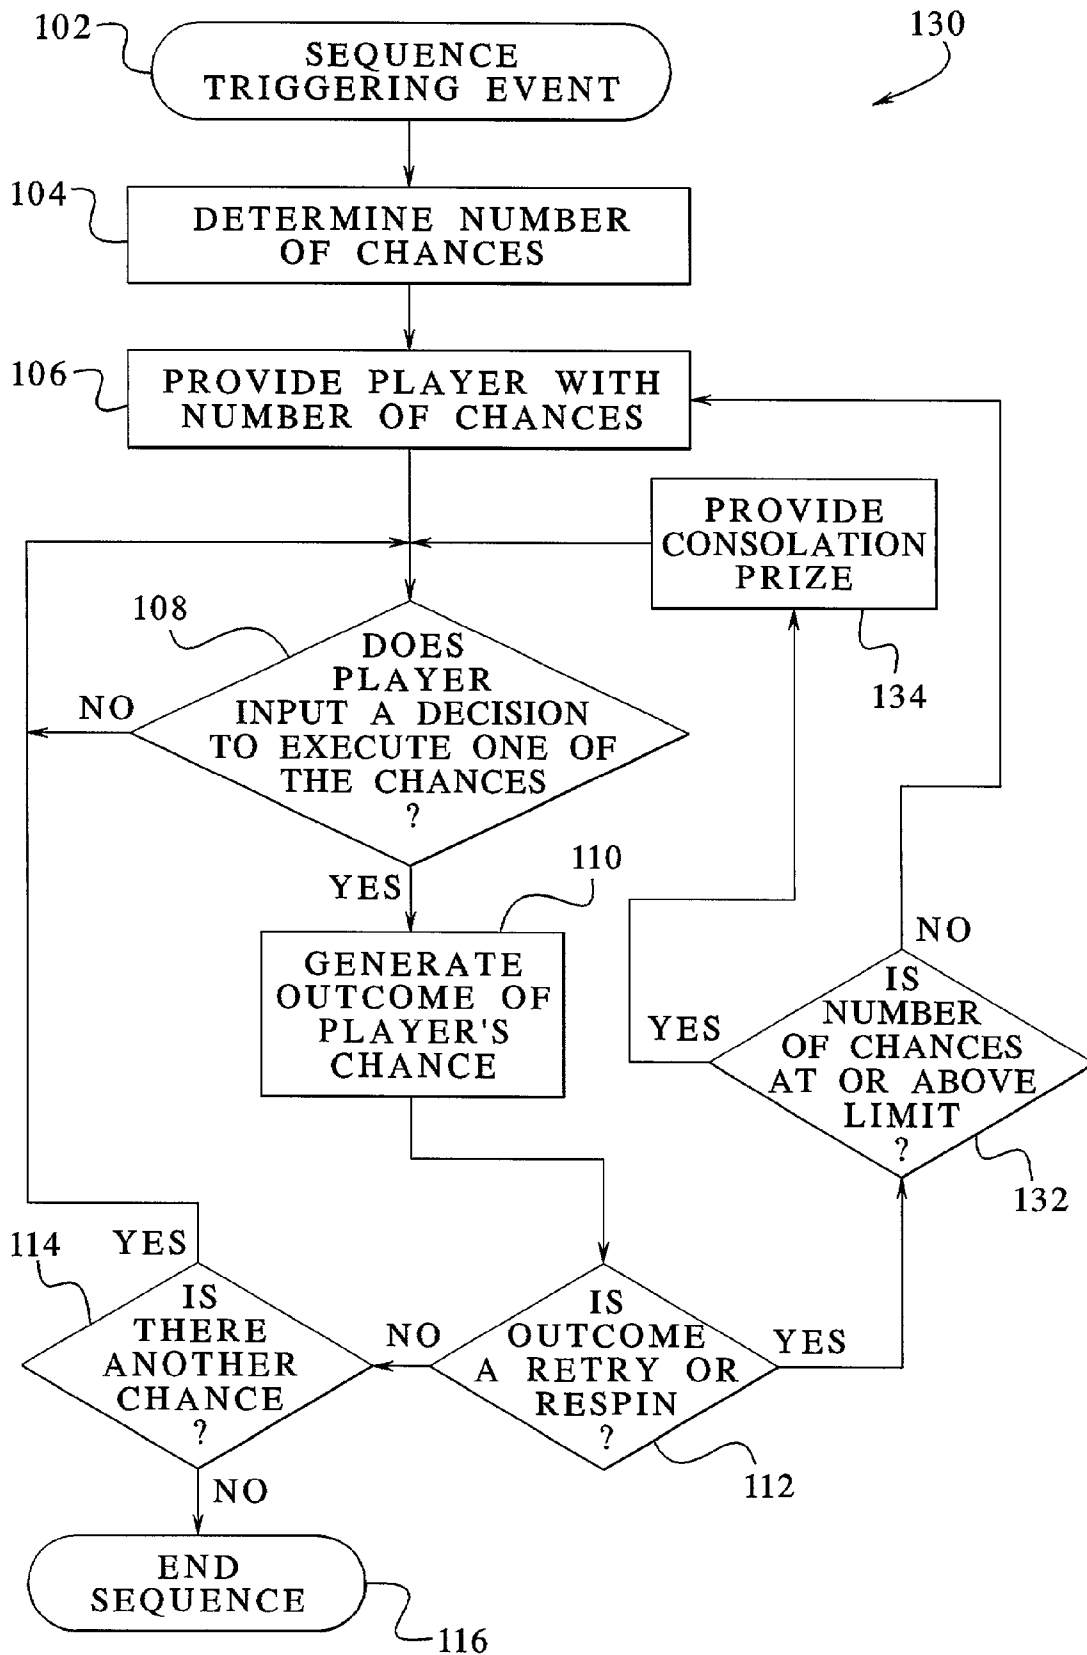 102
SEQUENCE
TRIGGERING EVENT
130
104
DETERMINE NUMBER
OF CHANCES
106
PROVIDE PLAYER WITH
NUMBER OF CHANCES
PROVIDE
CONSOLATION
PRIZE
134
108
DOES
PLAYER
INPUT A DECISION
TO EXECUTE ONE OF
THE CHANCES
?
NO
YES
110
GENERATE
OUTCOME OF
PLAYER'S
CHANCE
NO
IS
NUMBER
OF CHANCES
AT OR ABOVE
LIMIT
?
YES
132
114
YES
IS
THERE
ANOTHER
CHANCE
?
NO
IS
OUTCOME
A RETRY OR
RESPIN
?
YES
112
NO
END
SEQUENCE
116